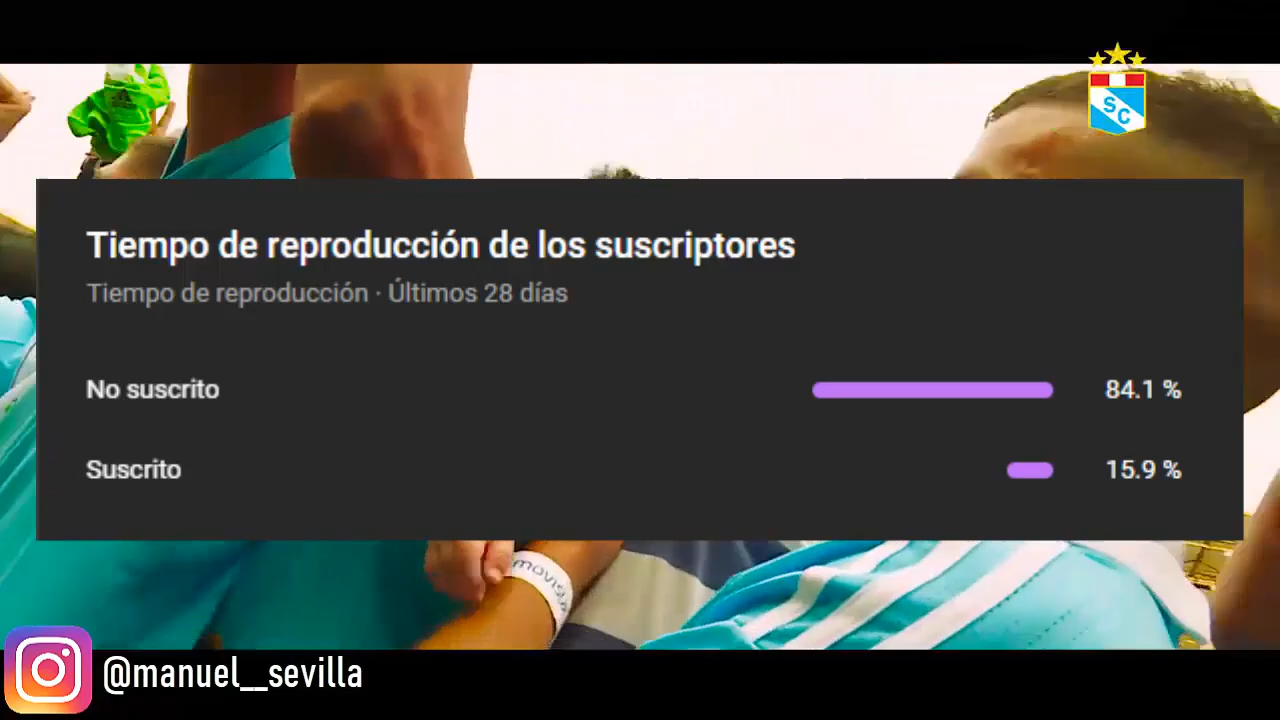 SC
Tiempo de reproducción de los suscriptores
Tiempo de reproducción · Últimos 28 días
No suscrito 84.1 %
Suscrito 15.9 %
movistar
@manuel__sevilla